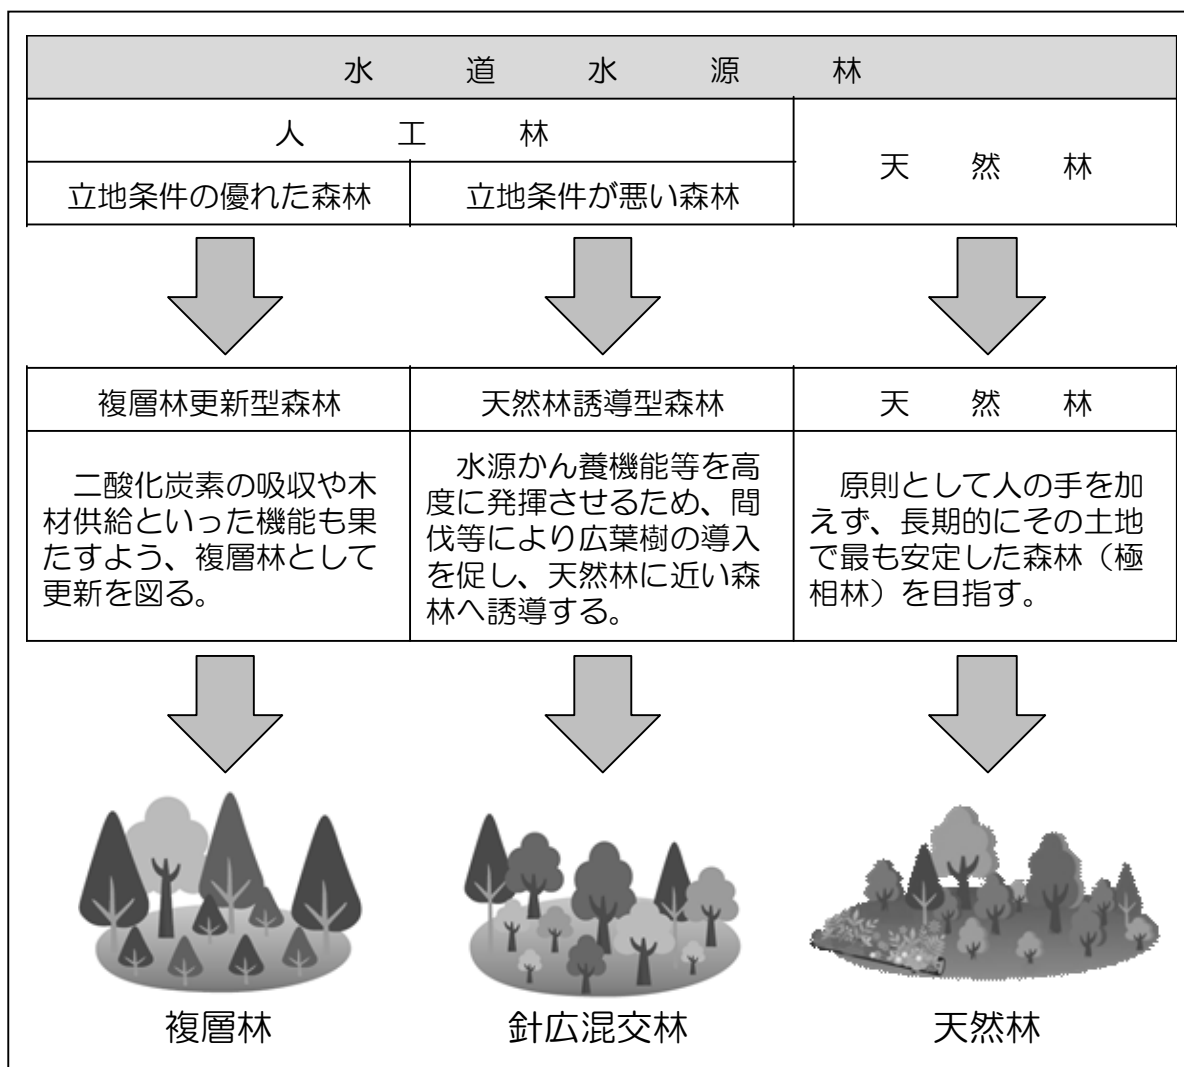 水道水源林
人工林
天然林
立地条件の優れた森林
立地条件が悪い森林
複層林更新型森林
天然林誘導型森林
天然林
二酸化炭素の吸収や木
材供給といった機能も果
たすよう、複層林として
更新を図る。
水源かん養機能等を高
度に発揮させるため、間
伐等により広葉樹の導入
を促し、天然林に近い森
林へ誘導する。
原則として人の手を加
えず、長期的にその土地
で最も安定した森林（極
相林）を目指す。
複層林
針広混交林
天然林